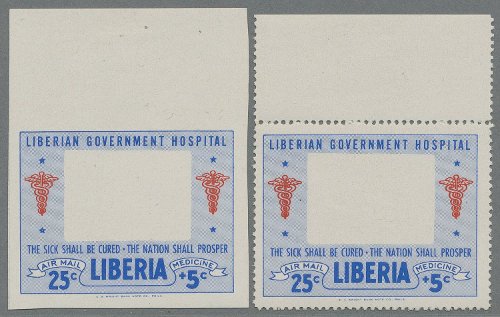 LIBERIAN GOVERNMENT HOSPITAL
THE SICK SHALL BE CURED · THE NATION SHALL PROSPER
AIR MAIL MEDICINE
25c LIBERIA +5c
LIBERIAN GOVERNMENT HOSPITAL
THE SICK SHALL BE CURED · THE NATION SHALL PROSPER
AIR MAIL MEDICINE
25c LIBERIA +5c